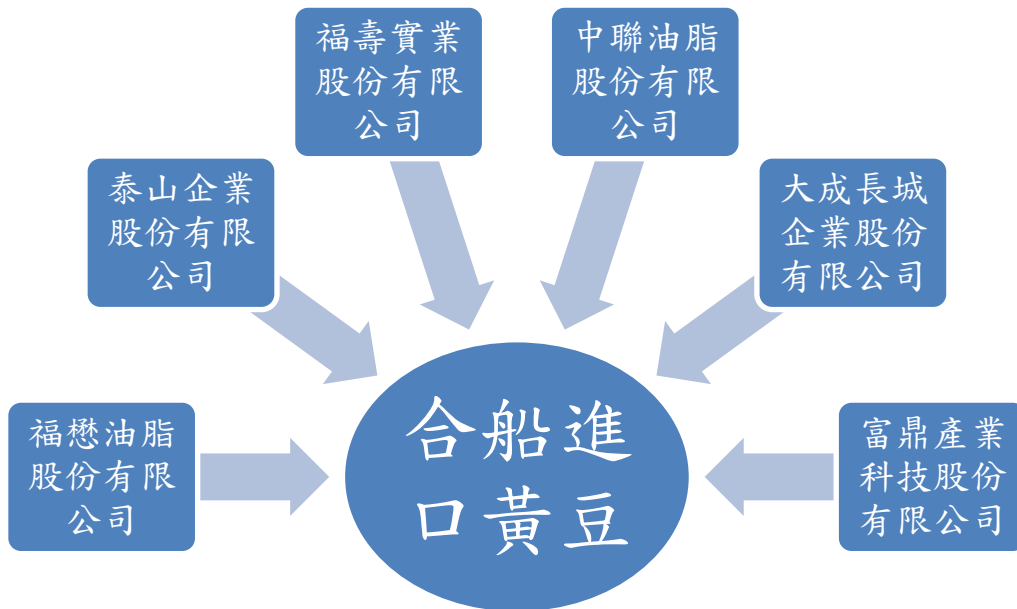 福壽實業
股份有限
公司
中聯油脂
股份有限
公司
泰山企業
股份有限
公司
大成長城
企業股份
有限公司
福懋油脂
股份有限
公司
合船進
口黃豆
富鼎產業
科技股份
有限公司